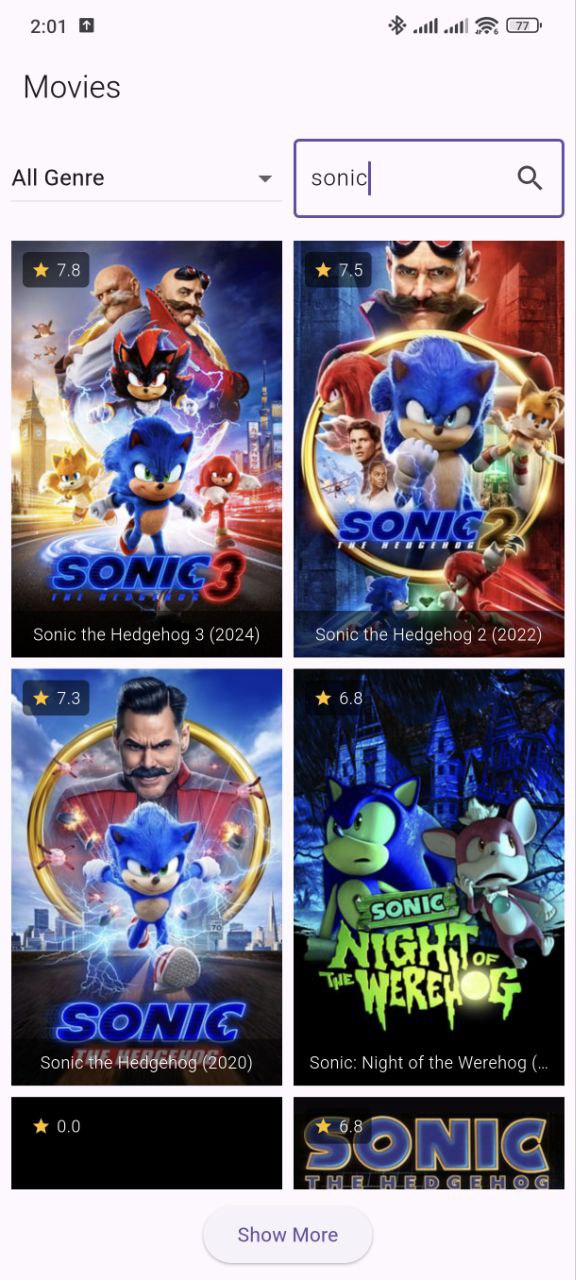 2:01
77
Movies
All Genre
sonic
7.8
SONIC 3
THE HEDGEHOG
Sonic the Hedgehog 3 (2024)
7.5
SONIC 2
THE HEDGEHOG
Sonic the Hedgehog 2 (2022)
7.3
70
SONIC
THE HEDGEHOG
Sonic the Hedgehog (2020)
6.8
SONIC
NIGHT OF
THE WEREHOG
Sonic: Night of the Werehog (...
0.0
6.8
SONIC
THE HEDGEHOG
Show More